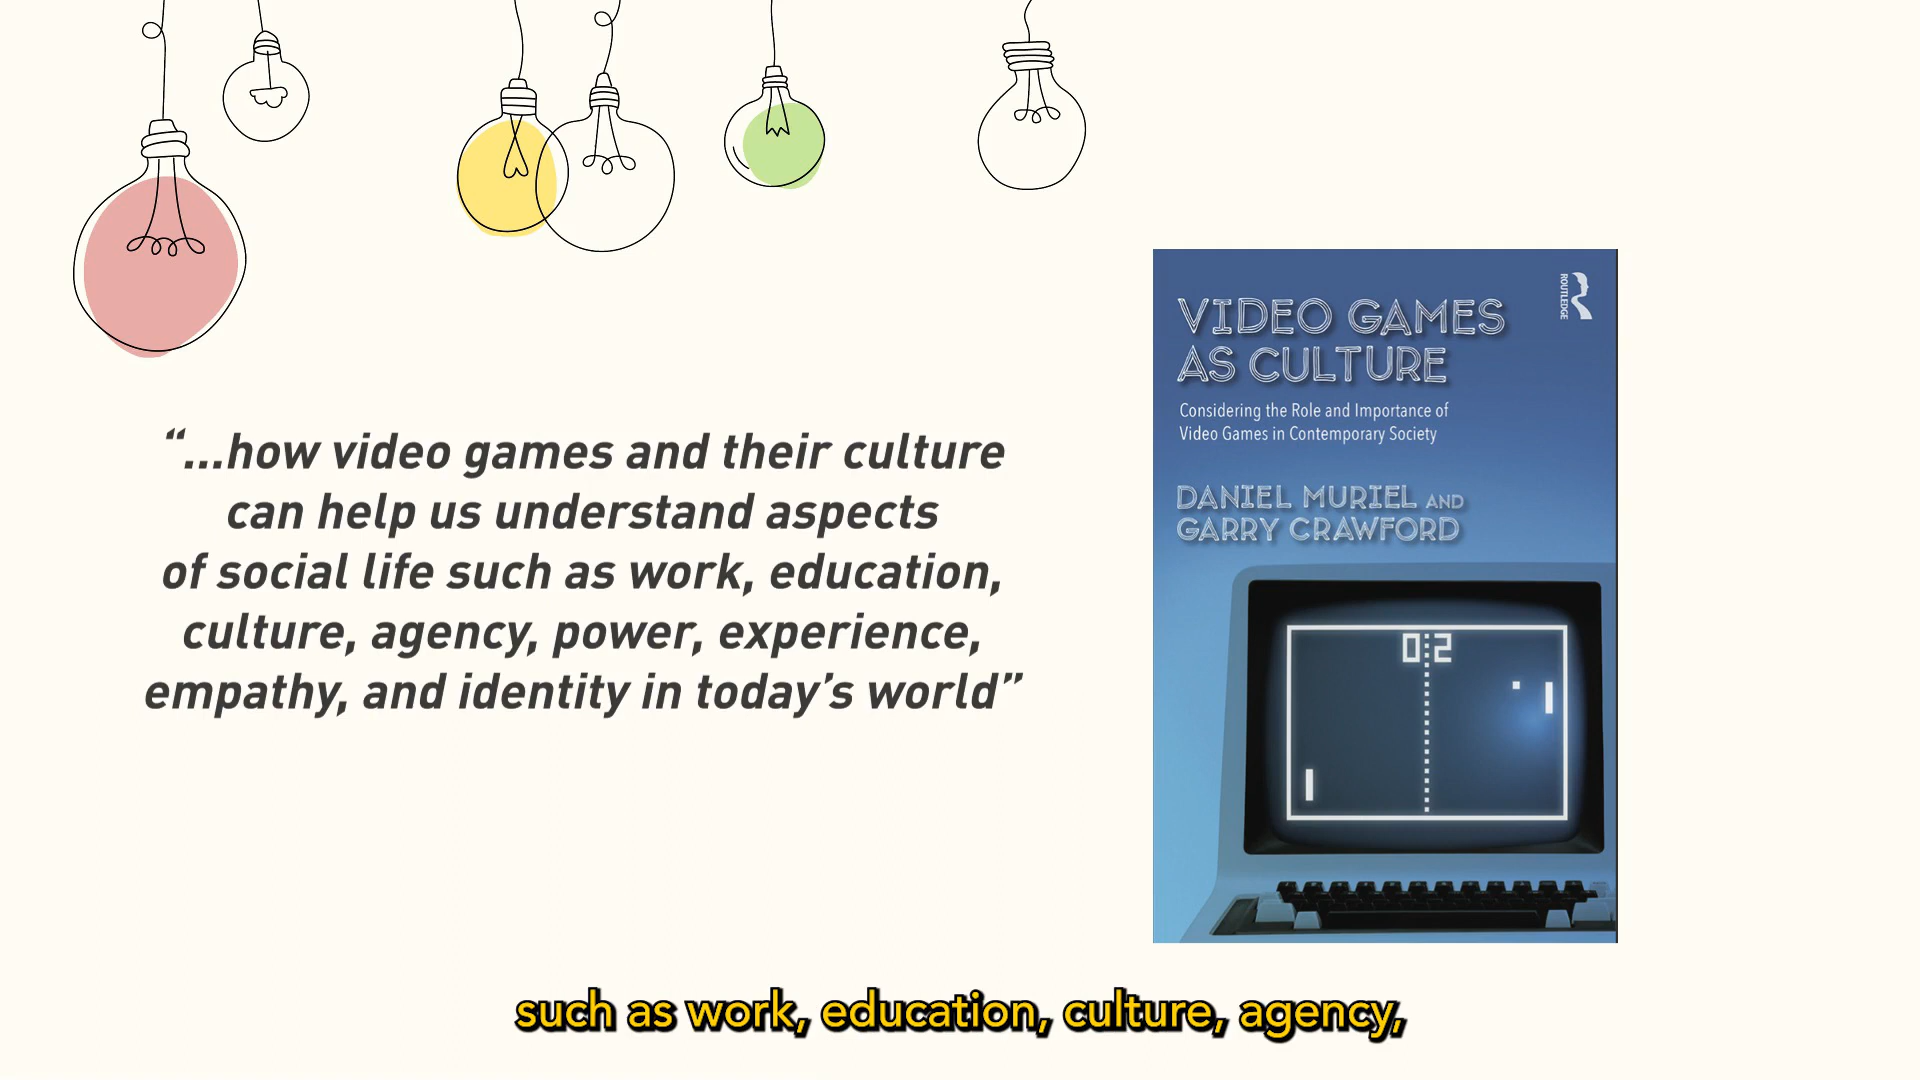 “...how video games and their culture
can help us understand aspects
of social life such as work, education,
culture, agency, power, experience,
empathy, and identity in today’s world”
ROUTLEDGE
VIDEO GAMES
AS CULTURE
Considering the Role and Importance of
Video Games in Contemporary Society
DANIEL MURIEL AND
GARRY CRAWFORD
0 2
such as work, education, culture, agency,